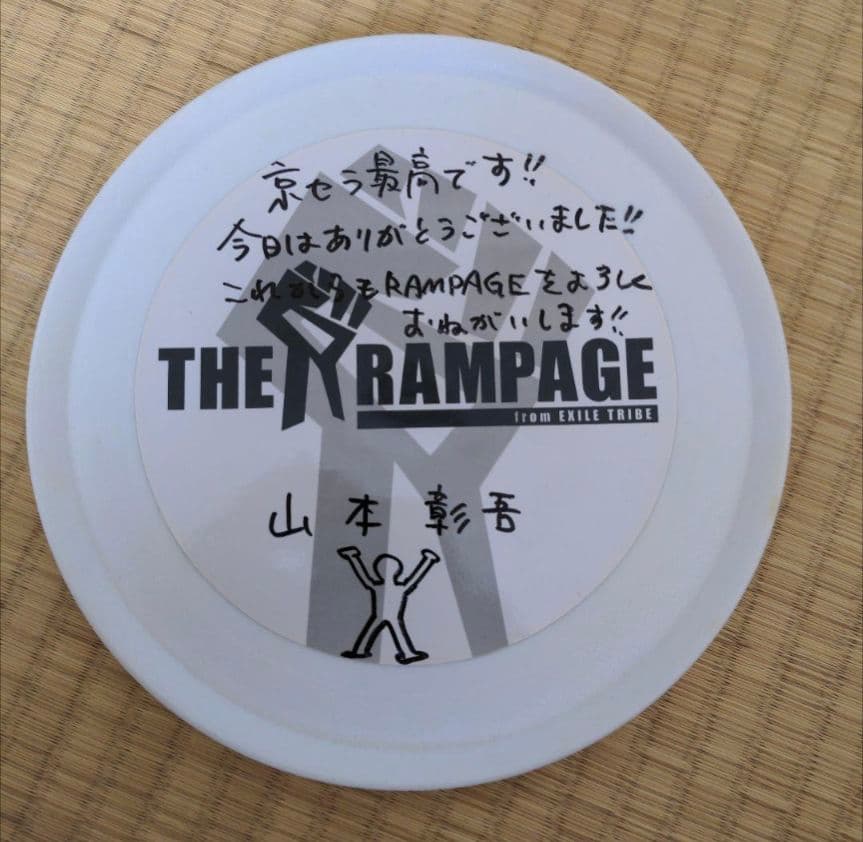 京セラ最高です!!
今日はありがとうございました!!
これからもRAMPAGEをよろしく
おねがいします!!
THE RAMPAGE
from EXILE TRIBE
山本彰吾